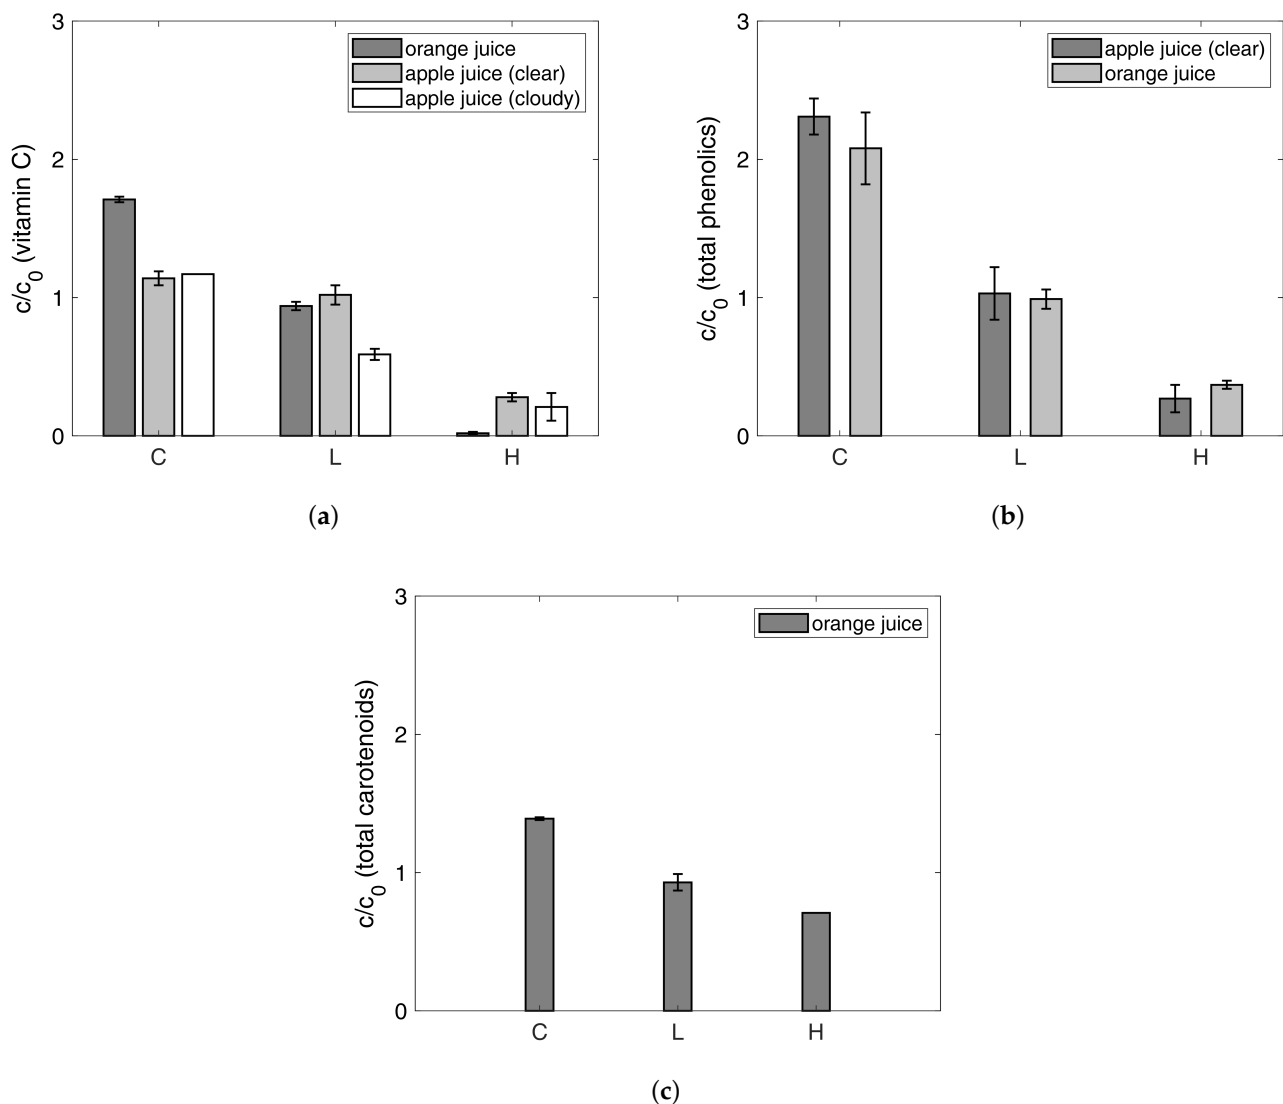 3
2
1
0
c/c0 (vitamin C)
orange juice
apple juice (clear)
apple juice (cloudy)
C L H
(a)
3
2
1
0
c/c0 (total phenolics)
apple juice (clear)
orange juice
C L H
(b)
3
2
1
0
c/c0 (total carotenoids)
orange juice
C L H
(c)